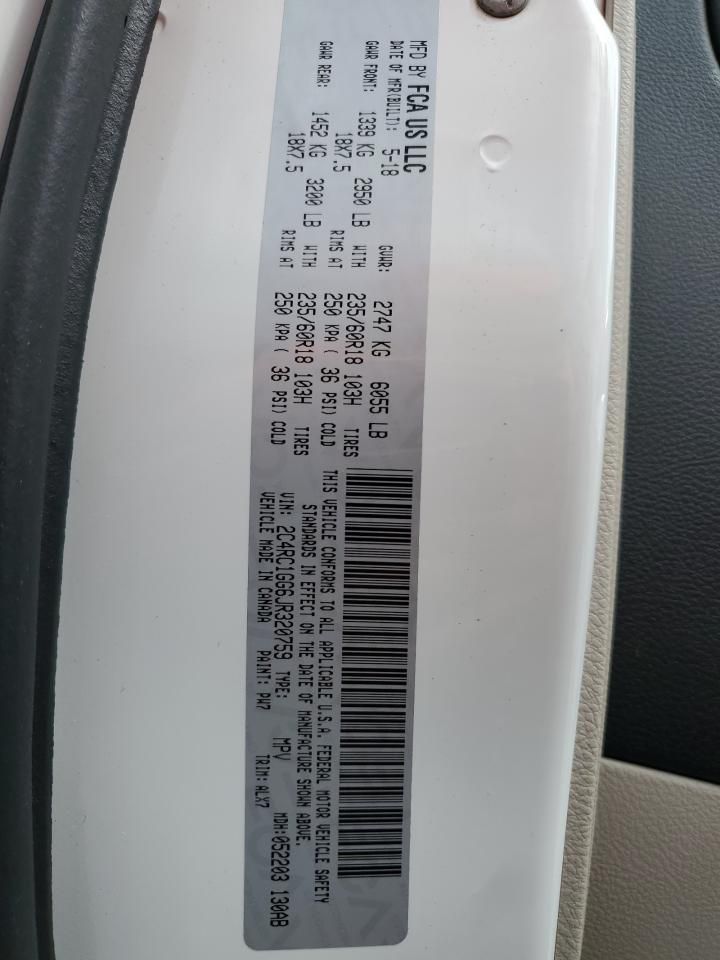 MFD BY FCA US LLC
DATE OF MFR(BUILT): 5-18 GVWR: 2747 KG 6055 LB
GAWR FRONT: 1339 KG 2950 LB WITH 235/60R18 103H TIRES
18X7.5 RIMS AT 250 KPA ( 36 PSI) COLD
GAWR REAR: 1452 KG 3200 LB WITH 235/60R18 103H TIRES
18X7.5 RIMS AT 250 KPA ( 36 PSI) COLD
THIS VEHICLE CONFORMS TO ALL APPLICABLE U.S.A. FEDERAL MOTOR VEHICLE SAFETY
STANDARDS IN EFFECT ON THE DATE OF MANUFACTURE SHOWN ABOVE.
VIN: 2C4RC1GG6JR320759 TYPE: MPV MDH:052203 130AB
VEHICLE MADE IN CANADA PAINT: PW7 TRIM: ALX7